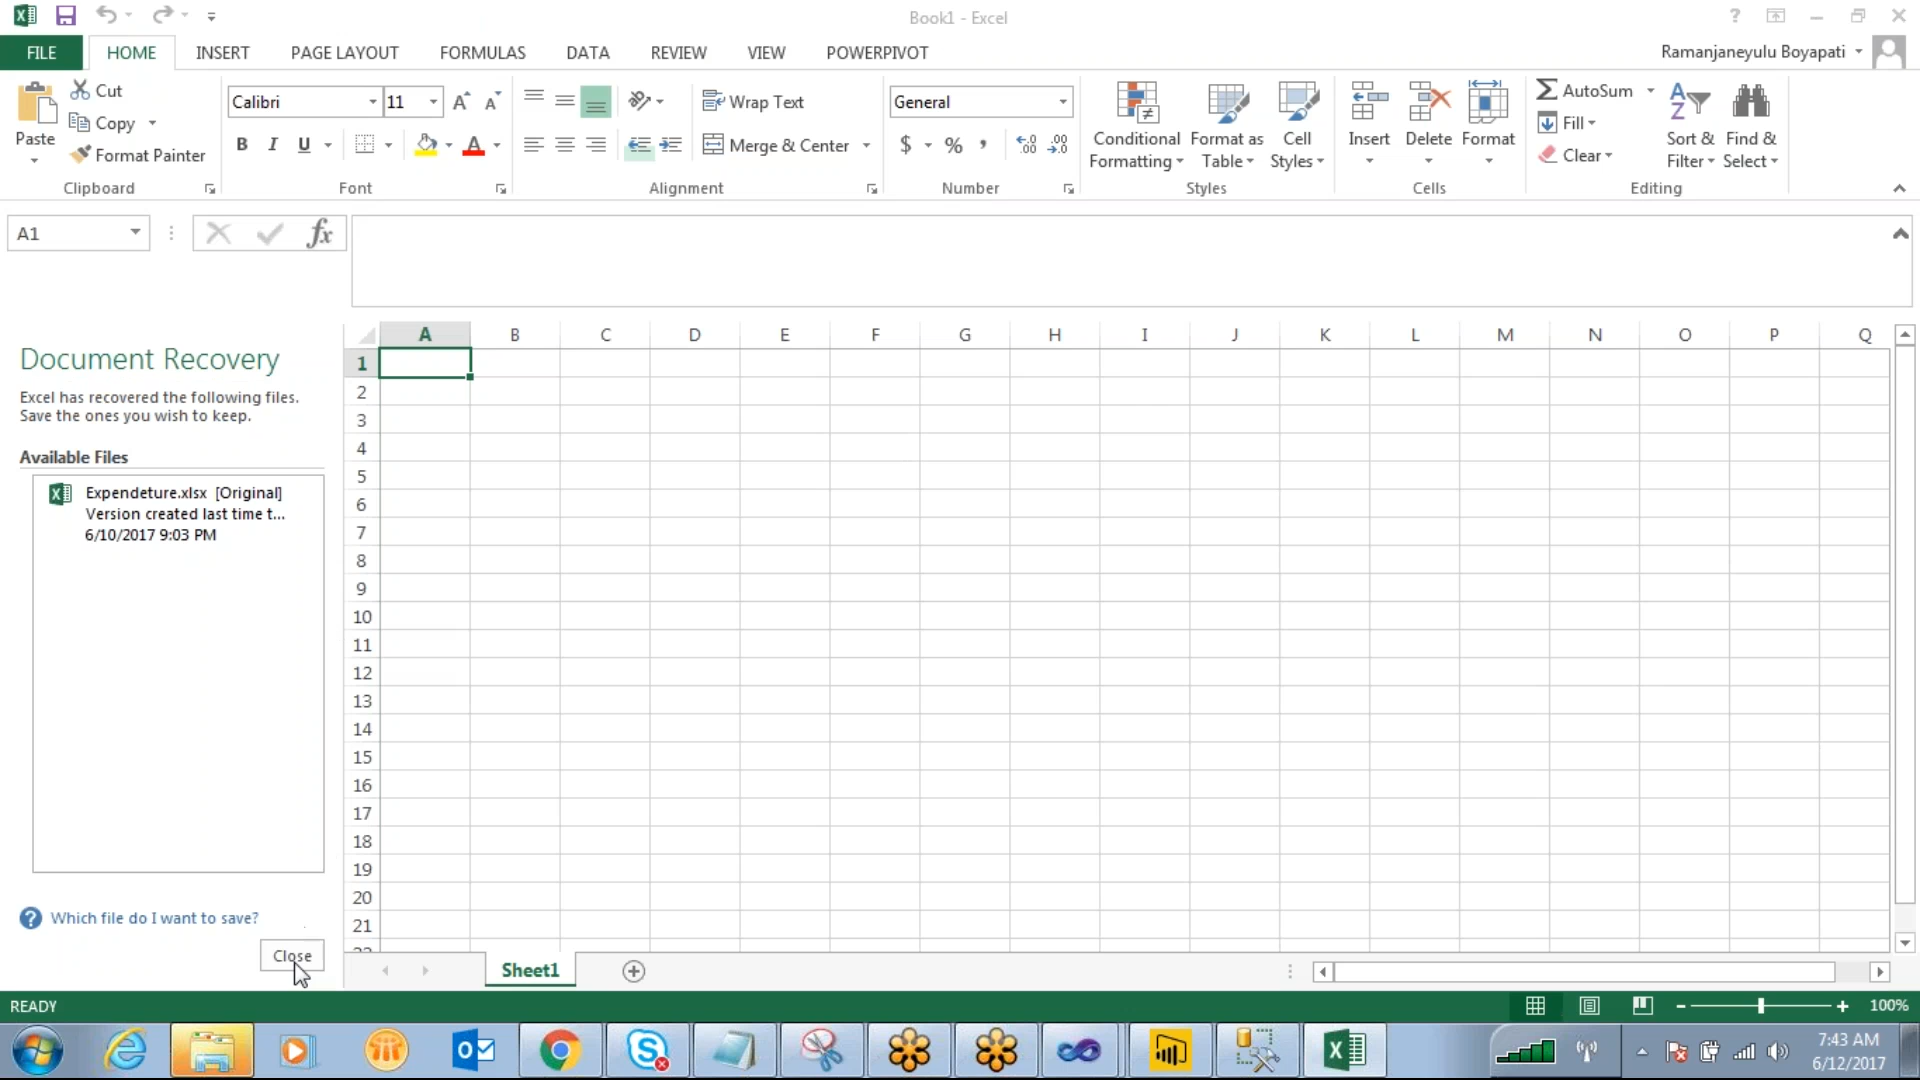 Book1 - Excel
?
FILE
HOME
INSERT
PAGE LAYOUT
FORMULAS
DATA
REVIEW
VIEW
POWERPIVOT
Ramanjaneyulu Boyapati
Paste
Cut
Copy
Format Painter
Clipboard
Calibri
11
B I U
Font
Wrap Text
Merge & Center
Alignment
General
$ % ,
Number
Conditional Formatting
Format as Table
Cell Styles
Styles
Insert
Delete
Format
Cells
AutoSum
Fill
Clear
Sort & Filter
Find & Select
Editing
A1
fx
Document Recovery
Excel has recovered the following files.
Save the ones you wish to keep.
Available Files
Expendeture.xlsx [Original]
Version created last time t...
6/10/2017 9:03 PM
Which file do I want to save?
Close
A B C D E F G H I J K L M N O P Q
1
2
3
4
5
6
7
8
9
10
11
12
13
14
15
16
17
18
19
20
21
Sheet1
READY
100%
7:43 AM
6/12/2017